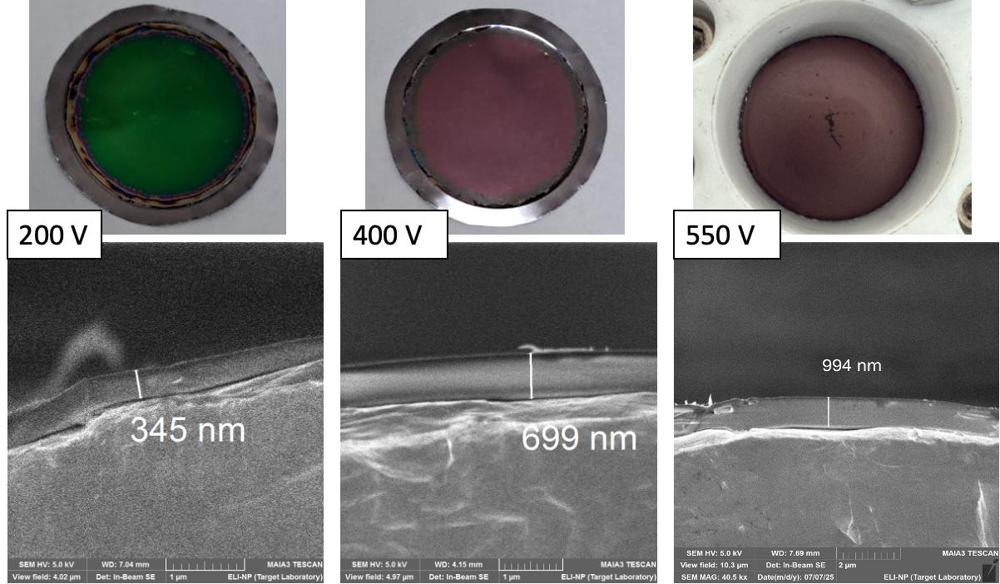 200 V
400 V
550 V
345 nm
699 nm
994 nm
SEM HV: 5.0 kV WD: 7.04 mm MAIA3 TESCAN
View field: 4.02 µm Det: In-Beam SE 1 µm ELI-NP (Target Laboratory)
SEM HV: 5.0 kV WD: 4.15 mm MAIA3 TESCAN
View field: 4.97 µm Det: In-Beam SE 1 µm ELI-NP (Target Laboratory)
SEM HV: 5.0 kV WD: 7.69 mm MAIA3 TESCAN
View field: 10.3 µm Det: In-Beam SE 2 µm
SEM MAG: 40.5 kx Date(m/d/y): 07/07/25 ELI-NP (Target Laboratory)